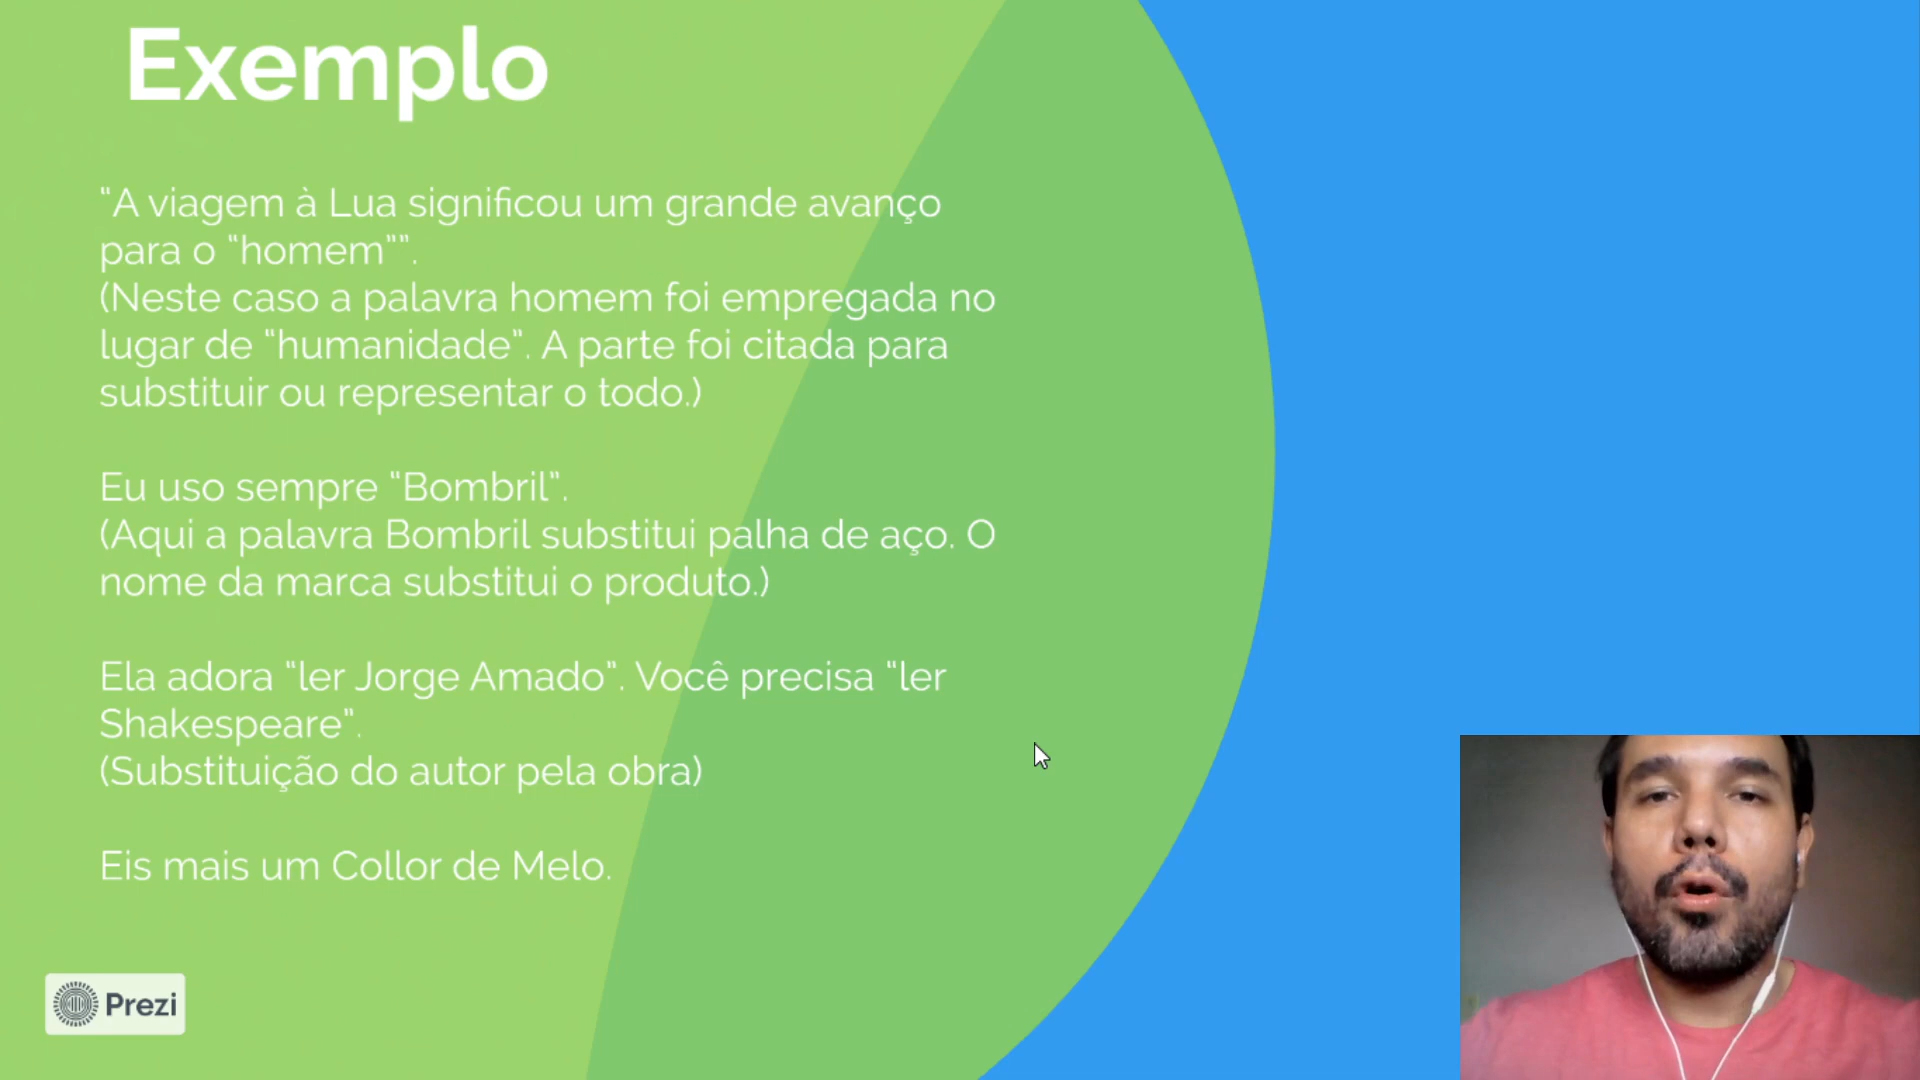 Exemplo
“A viagem à Lua significou um grande avanço
para o “homem””.
(Neste caso a palavra homem foi empregada no
lugar de “humanidade”. A parte foi citada para
substituir ou representar o todo.)
Eu uso sempre “Bombril”.
(Aqui a palavra Bombril substitui palha de aço. O
nome da marca substitui o produto.)
Ela adora “ler Jorge Amado”. Você precisa “ler
Shakespeare”.
(Substituição do autor pela obra)
Eis mais um Collor de Melo.
Prezi